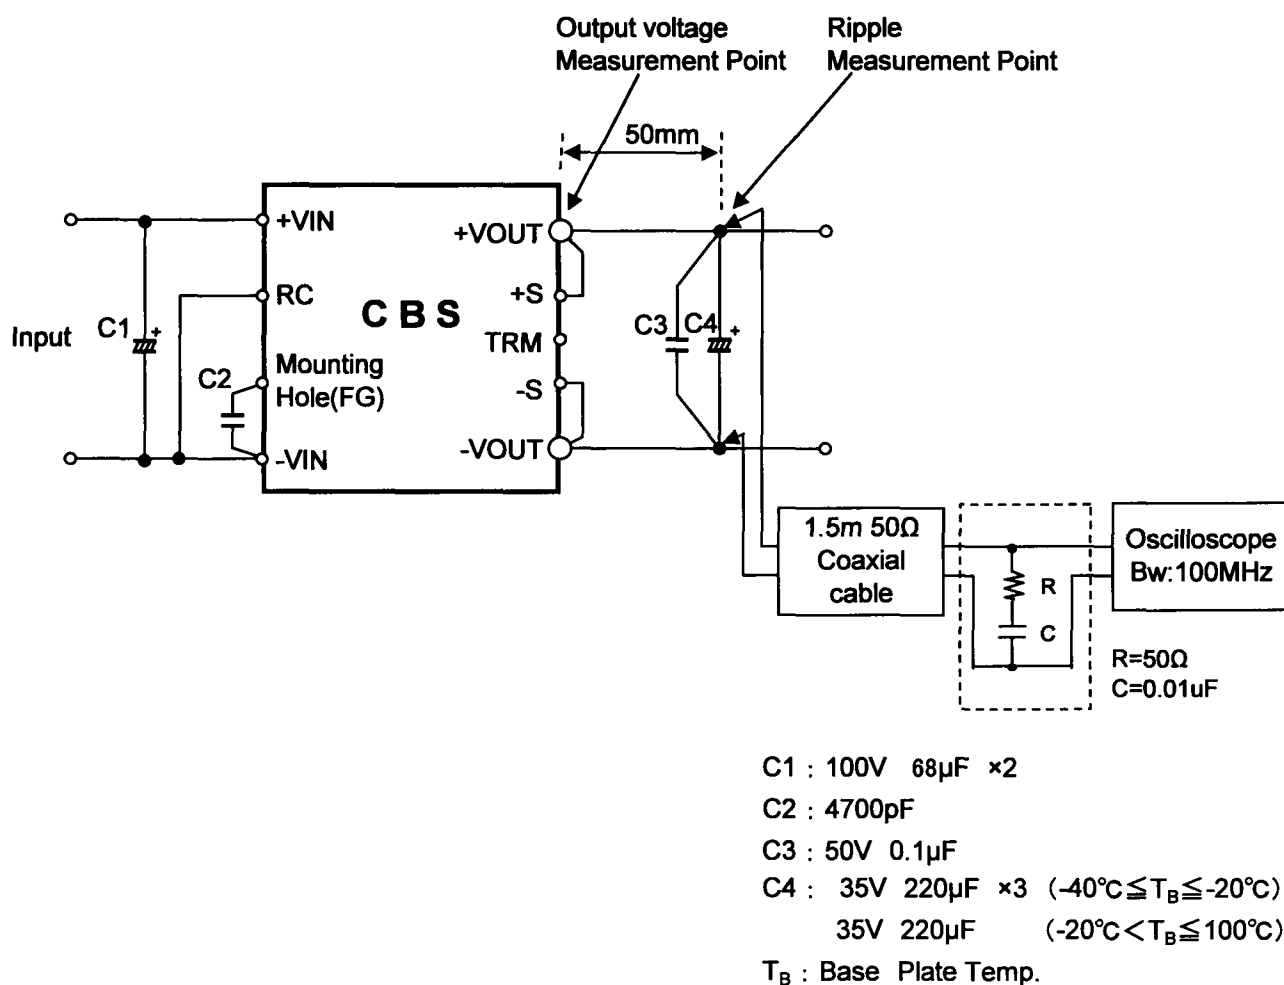 Output voltage
Measurement Point
Ripple
Measurement Point
50mm
+VIN
+VOUT
RC
+S
C B S
Input
C1
+
TRM
C3
C4
+
Mounting
Hole(FG)
C2
-S
-VIN
-VOUT
1.5m 50Ω
Coaxial
cable
R
C
Oscilloscope
Bw:100MHz
R=50Ω
C=0.01uF
C1 : 100V 68µF ×2
C2 : 4700pF
C3 : 50V 0.1µF
C4 : 35V 220µF ×3 (-40℃≦TB≦-20℃)
35V 220µF (-20℃<TB≦100℃)
TB : Base Plate Temp.